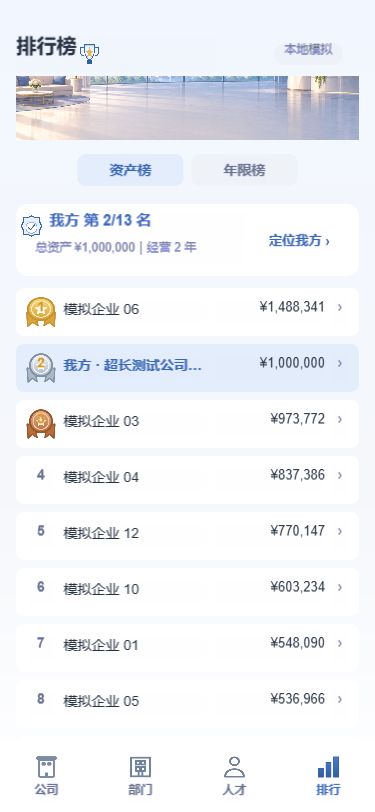 排行榜
本地模拟
资产榜
年限榜
我方 第 2/13 名
总资产 ¥1,000,000 | 经营 2 年
定位我方 ›
模拟企业 06
¥1,488,341 ›
2
我方 · 超长测试公司...
¥1,000,000 ›
模拟企业 03
¥973,772 ›
4
模拟企业 04
¥837,386 ›
5
模拟企业 12
¥770,147 ›
6
模拟企业 10
¥603,234 ›
7
模拟企业 01
¥548,090 ›
8
模拟企业 05
¥536,966 ›
公司
部门
人才
排行